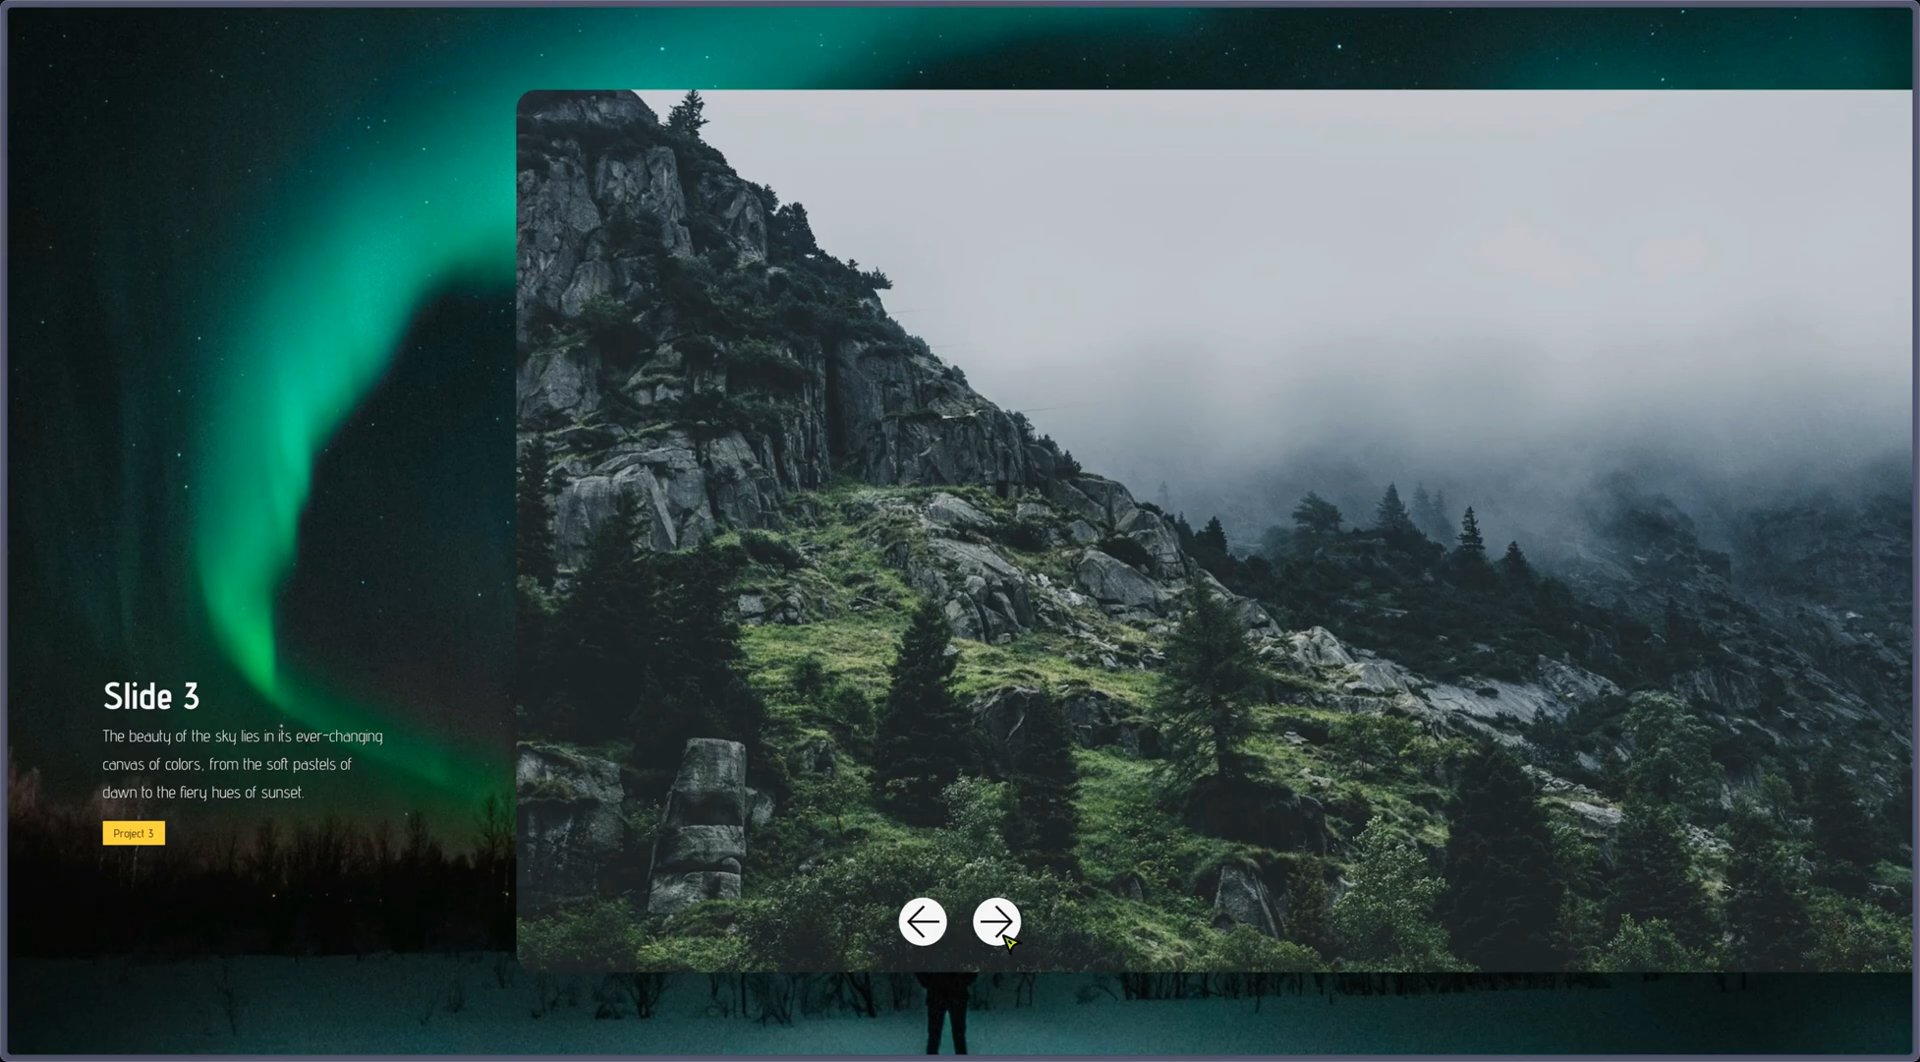 Slide 3
The beauty of the sky lies in its ever-changing
canvas of colors, from the soft pastels of
dawn to the fiery hues of sunset.
Project 3